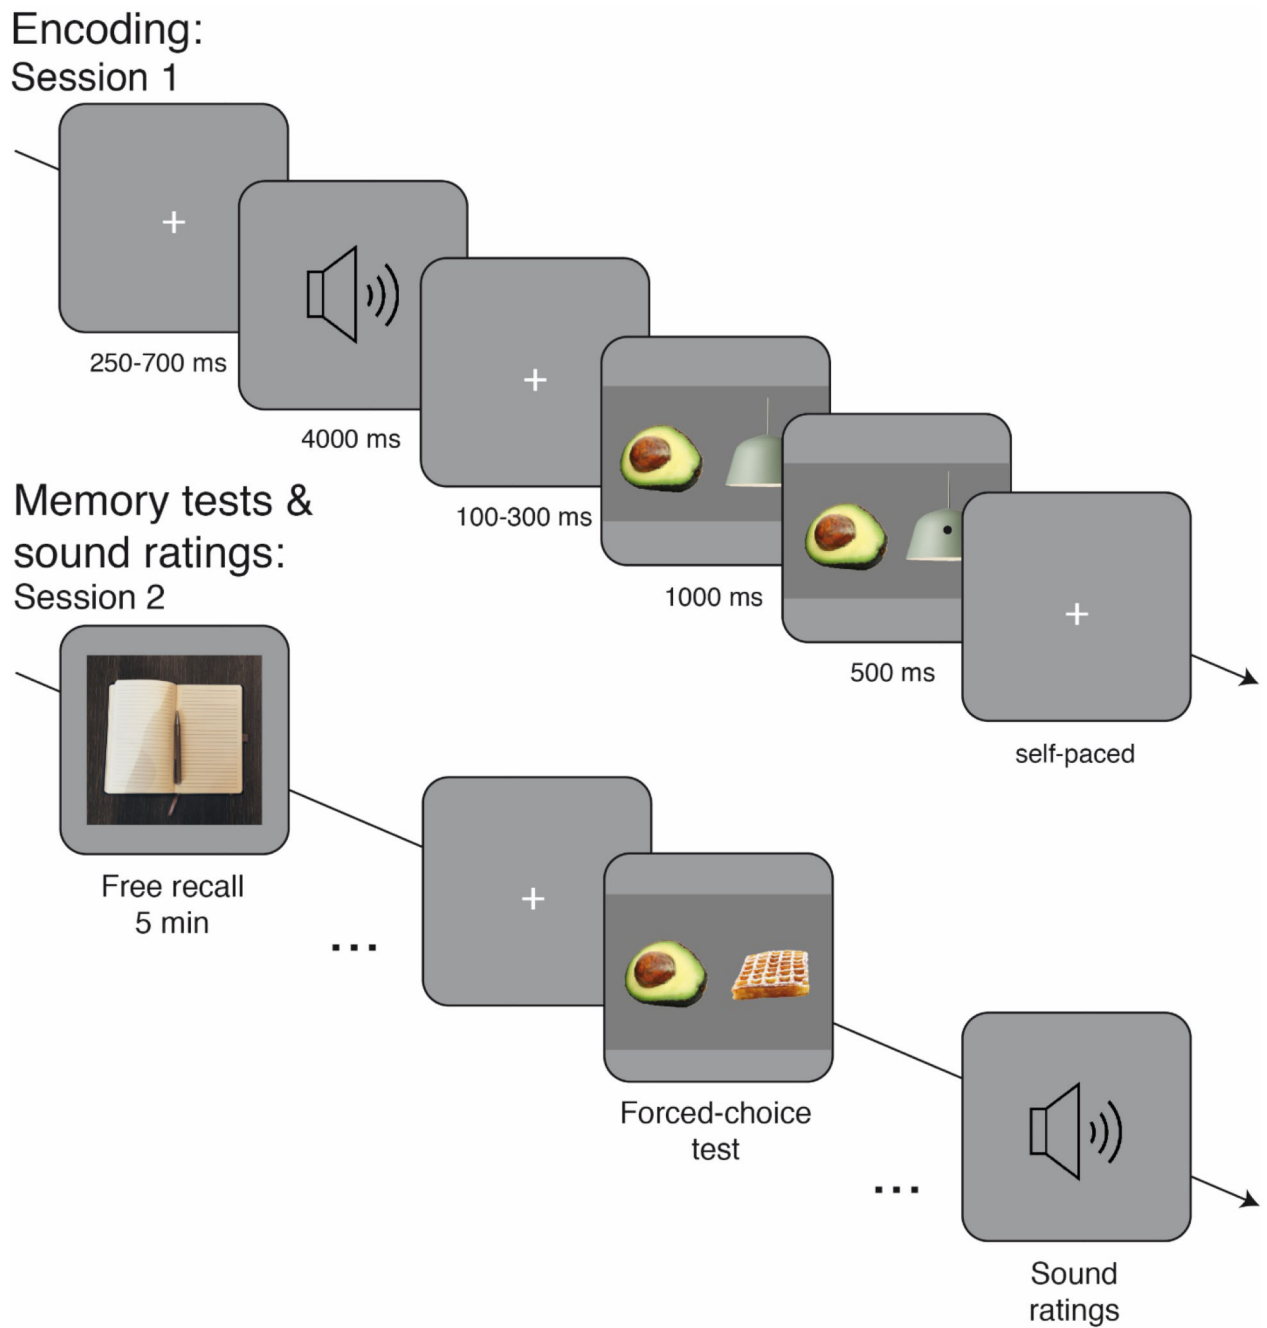 Encoding:
Session 1
250-700 ms
4000 ms
100-300 ms
1000 ms
500 ms
self-paced
Memory tests &
sound ratings:
Session 2
Free recall
5 min
...
Forced-choice
test
...
Sound
ratings